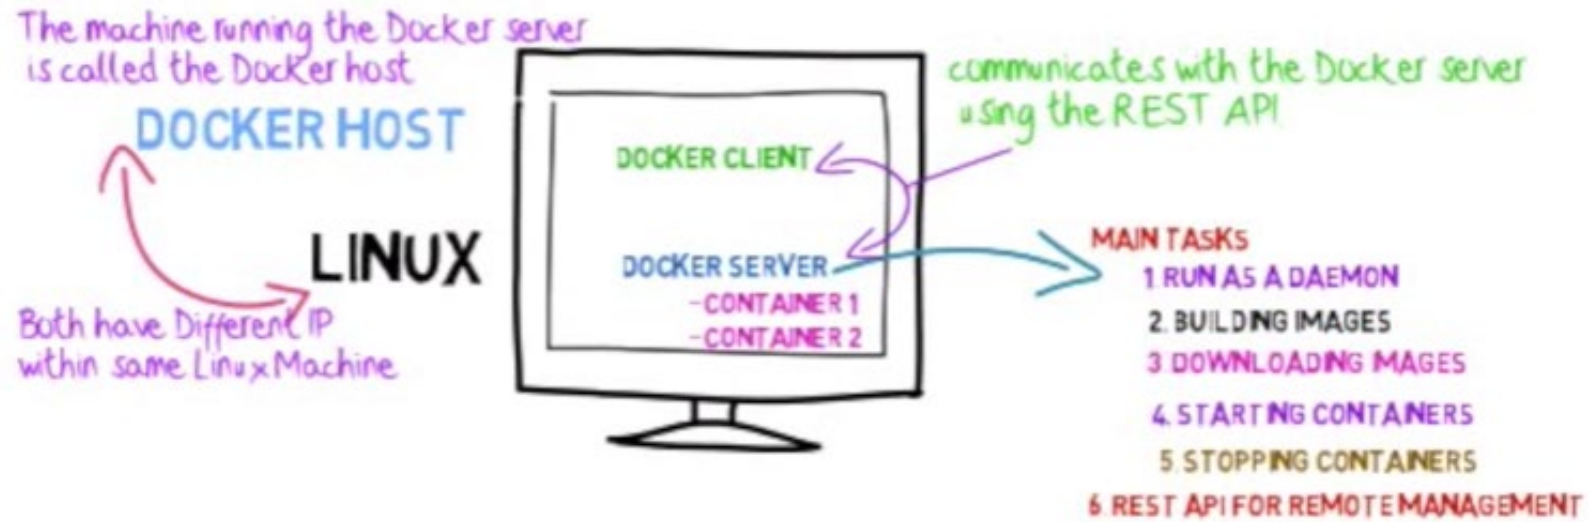 The machine running the Docker server
is called the Docker host
DOCKER HOST
LINUX
Both have Different IP
within same Linux Machine
DOCKER CLIENT
DOCKER SERVER
-CONTAINER 1
-CONTAINER 2
communicates with the Docker server
using the REST API
MAIN TASKS
1. RUN AS A DAEMON
2. BUILDING IMAGES
3 DOWNLOADING IMAGES
4. STARTING CONTAINERS
5. STOPPING CONTAINERS
6 REST API FOR REMOTE MANAGEMENT